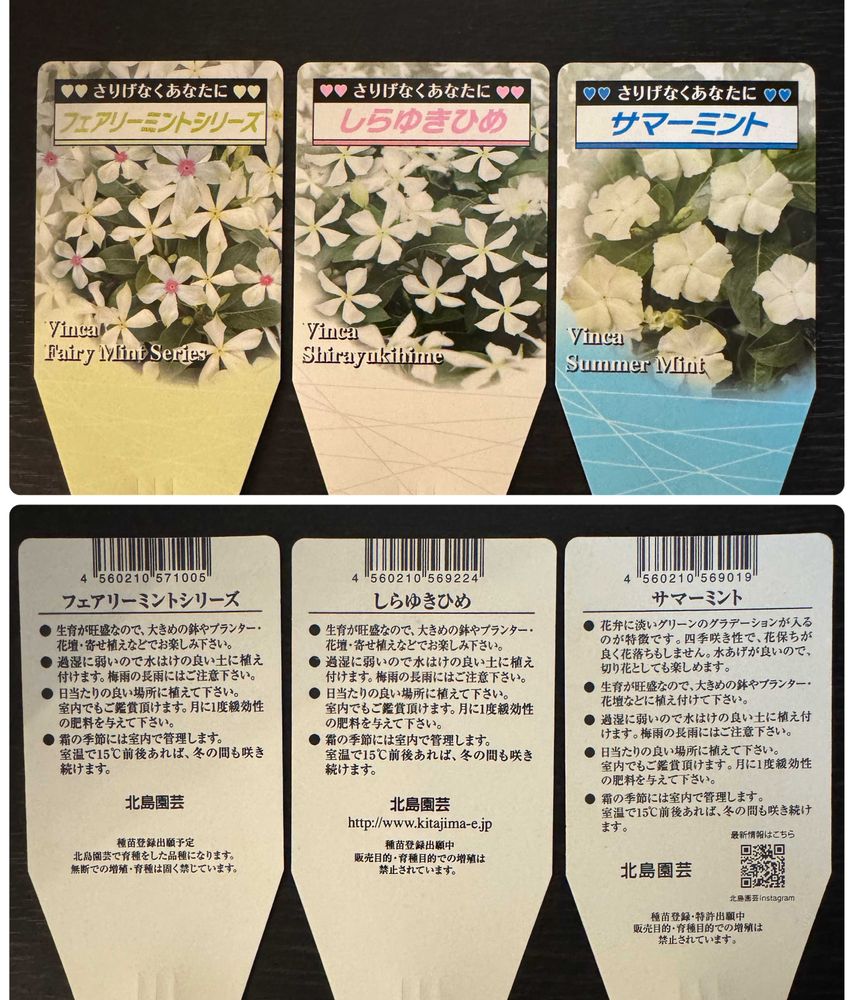 ♥♥ さりげなくあなたに ♥♥
フェアリーミントシリーズ
Vinca
Fairy Mint Series
♥♥ さりげなくあなたに ♥♥
しらゆきひめ
Vinca
Shirayukihime
♥♥ さりげなくあなたに ♥♥
サマーミント
Vinca
Summer Mint
4 560210 571005
フェアリーミントシリーズ
● 生育が旺盛なので、大きめの鉢やプランター・
花壇・寄せ植えなどでお楽しみ下さい。
● 過湿に弱いので水はけの良い土に植え
付けます。梅雨の長雨にはご注意下さい。
● 日当たりの良い場所に植えて下さい。
室内でもご鑑賞頂けます。月に1度緩効性
の肥料を与えて下さい。
● 霜の季節には室内で管理します。
室温で15℃前後あれば、冬の間も咲き
続けます。
北島園芸
種苗登録出願予定
北島園芸で育種をした品種になります。
無断での増殖・育種は固く禁じています。
4 560210 569224
しらゆきひめ
● 生育が旺盛なので、大きめの鉢やプランター・
花壇・寄せ植えなどでお楽しみ下さい。
● 過湿に弱いので水はけの良い土に植え
付けます。梅雨の長雨にはご注意下さい。
● 日当たりの良い場所に植えて下さい。
室内でもご鑑賞頂けます。月に1度緩効性
の肥料を与えて下さい。
● 霜の季節には室内で管理します。
室温で15℃前後あれば、冬の間も咲き
続けます。
北島園芸
http://www.kitajima-e.jp
種苗登録出願中
販売目的・育種目的での増殖は
禁止されています。
4 560210 569019
サマーミント
● 花弁に淡いグリーンのグラデーションが入る
のが特徴です。四季咲き性で、花保ちが
良く花落ちもしません。水あげが良いので、
切り花としても楽しめます。
● 生育が旺盛なので、大きめの鉢やプランター・
花壇などに植え付けて下さい。
● 過湿に弱いので水はけの良い土に植え付
けます。梅雨の長雨にはご注意下さい。
● 日当たりの良い場所に植えて下さい。
室内でもご鑑賞頂けます。月に1度緩効性
の肥料を与えて下さい。
● 霜の季節には室内で管理します。
室温で15℃前後あれば、冬の間も咲き続け
ます。
最新情報はこちら
北島園芸
北島園芸Instagram
種苗登録・特許出願中
販売目的・育種目的での増殖は
禁止されています。